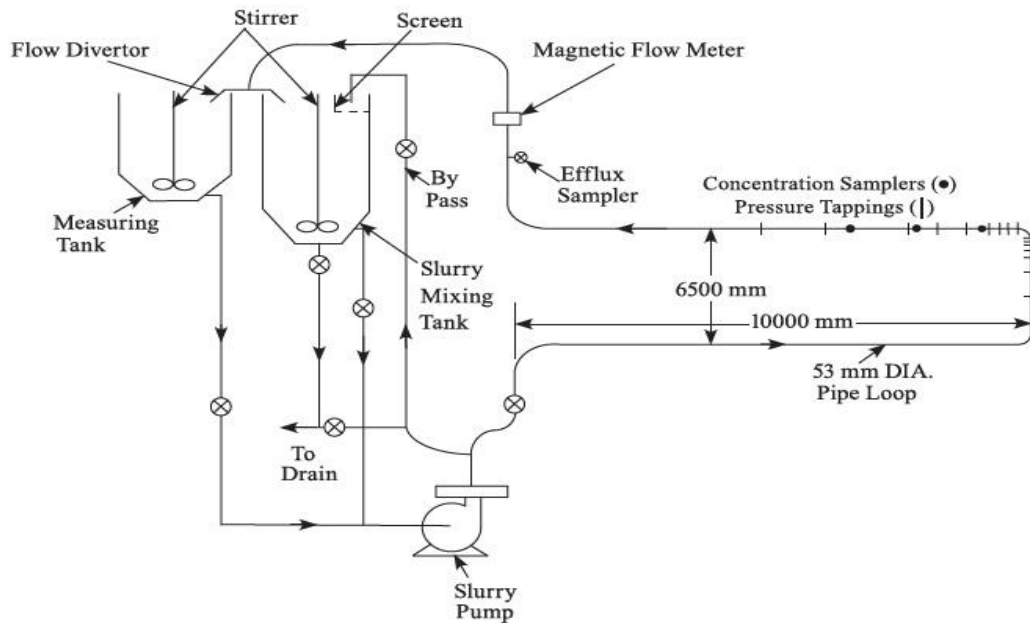 Stirrer
Screen
Flow Divertor
Magnetic Flow Meter
By
Pass
Efflux
Sampler
Concentration Samplers (●)
Pressure Tappings (|)
Measuring
Tank
Slurry
Mixing
Tank
6500 mm
10000 mm
53 mm DIA.
Pipe Loop
To
Drain
Slurry
Pump